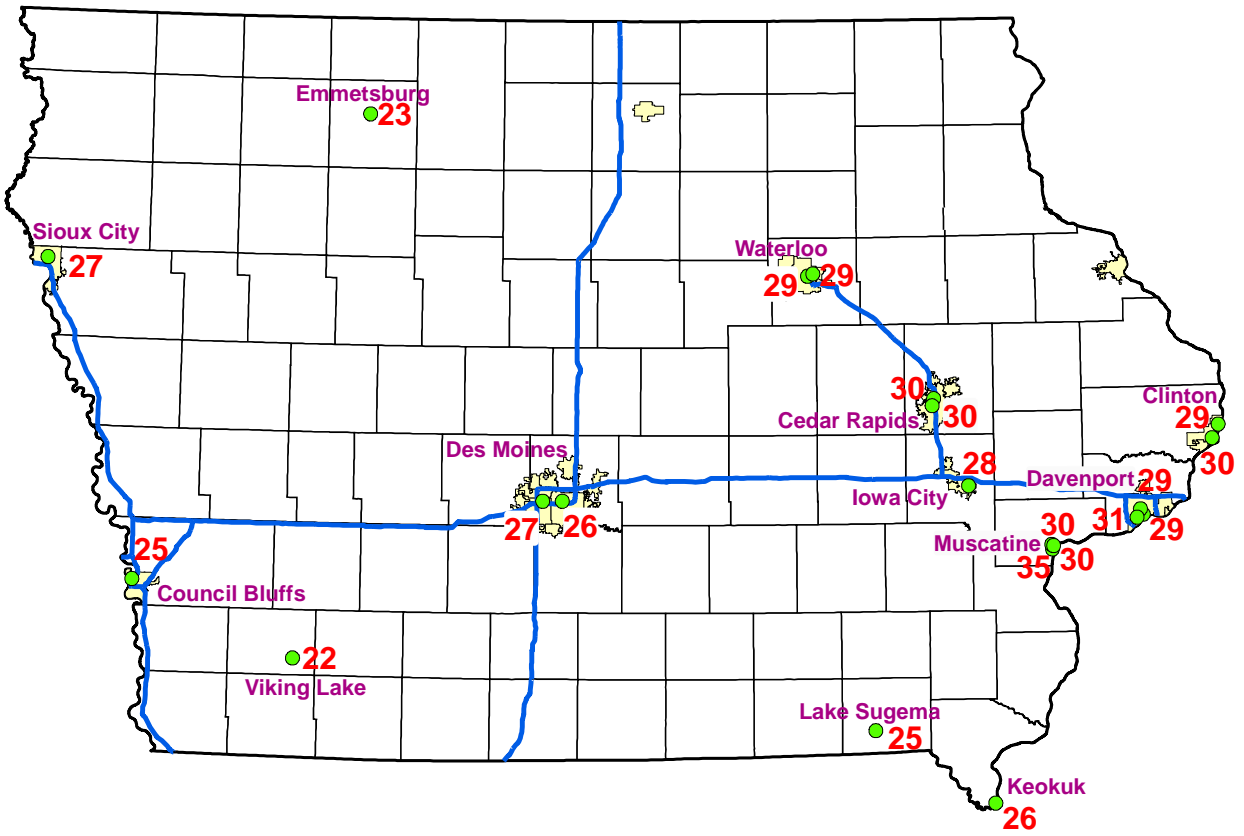 Emmetsburg
23
Sioux City
27
Waterloo
29
29
30
Cedar Rapids
30
Clinton
29
30
Des Moines
27
26
28
Iowa City
Davenport
29
31
29
30
Muscatine
30
35
25
Council Bluffs
22
Viking Lake
Lake Sugema
25
Keokuk
26